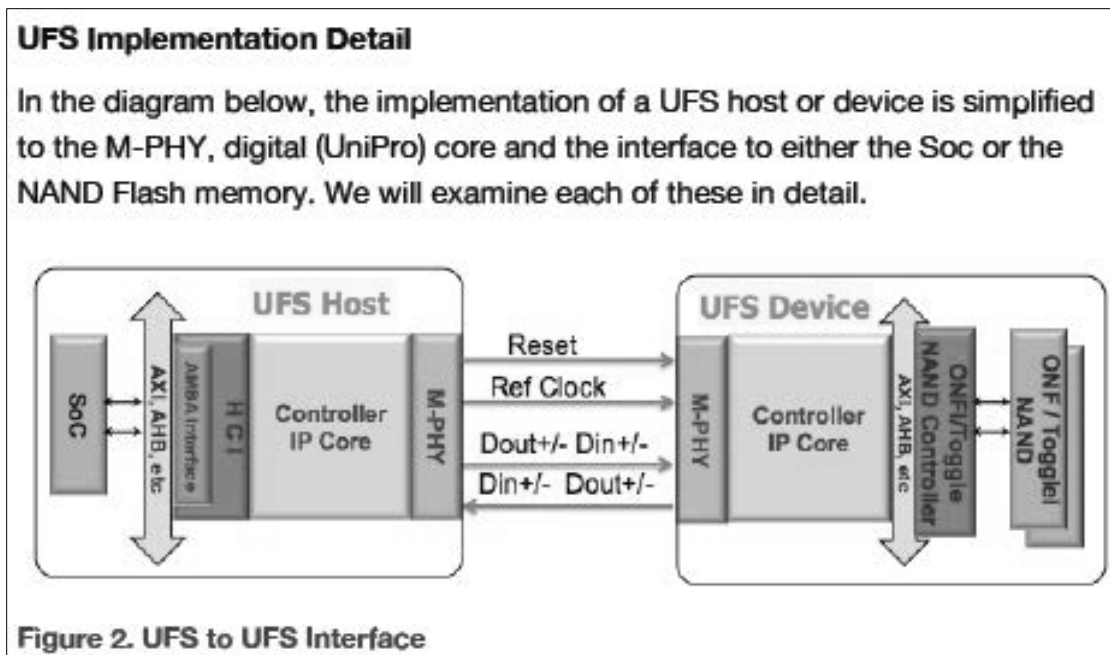 UFS Implementation Detail
In the diagram below, the implementation of a UFS host or device is simplified
to the M-PHY, digital (UniPro) core and the interface to either the Soc or the
NAND Flash memory. We will examine each of these in detail.
UFS Host
SoC
AXI, AHB, etc
AMBA Interface
HCI
Controller
IP Core
M-PHY
Reset
Ref Clock
Dout+/- Din+/-
Din+/- Dout+/-
UFS Device
M-PHY
Controller
IP Core
AXI, AHB, etc
ONFI/Toggle
NAND Controller
ONF / Togglel
NAND
Figure 2. UFS to UFS Interface